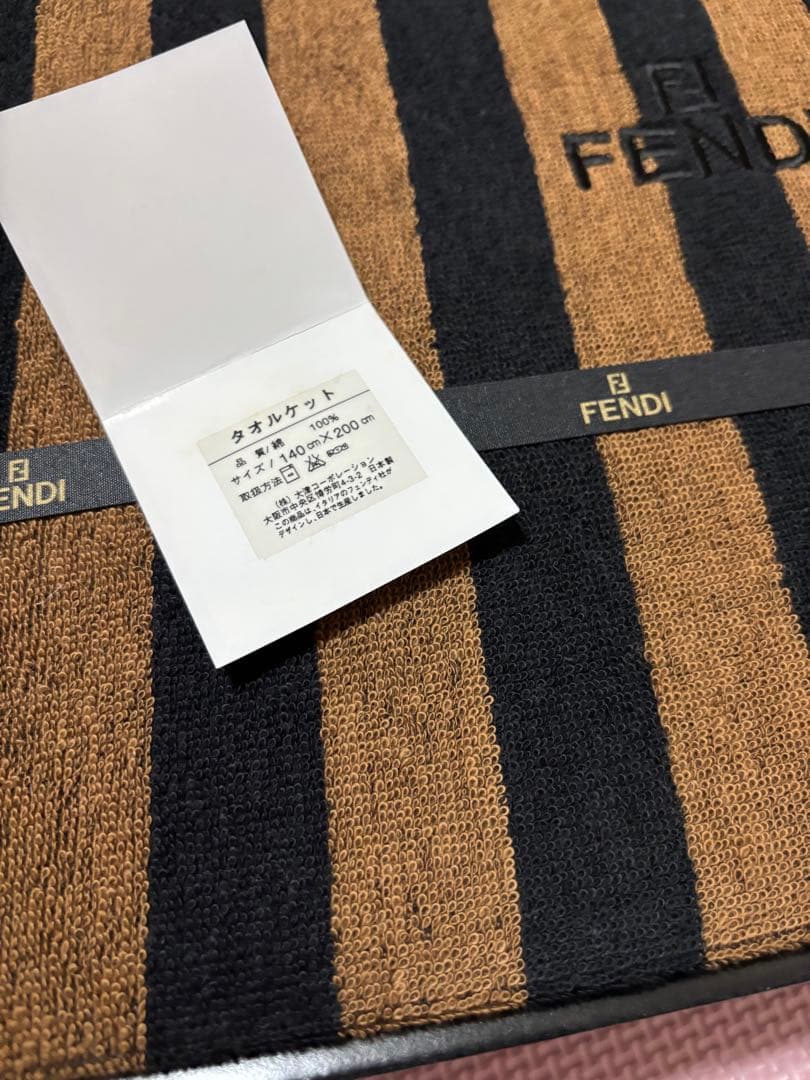 FENDI
FENDI
FENDI
タオルケット
品 質/綿 100%
サイズ/140cm×200cm
取扱方法
(株)大津コーポレーション
大阪市中央区博労町4-3-2 日本製
この商品は、イタリアのフェンディ社が
デザインし、日本で生産しました。